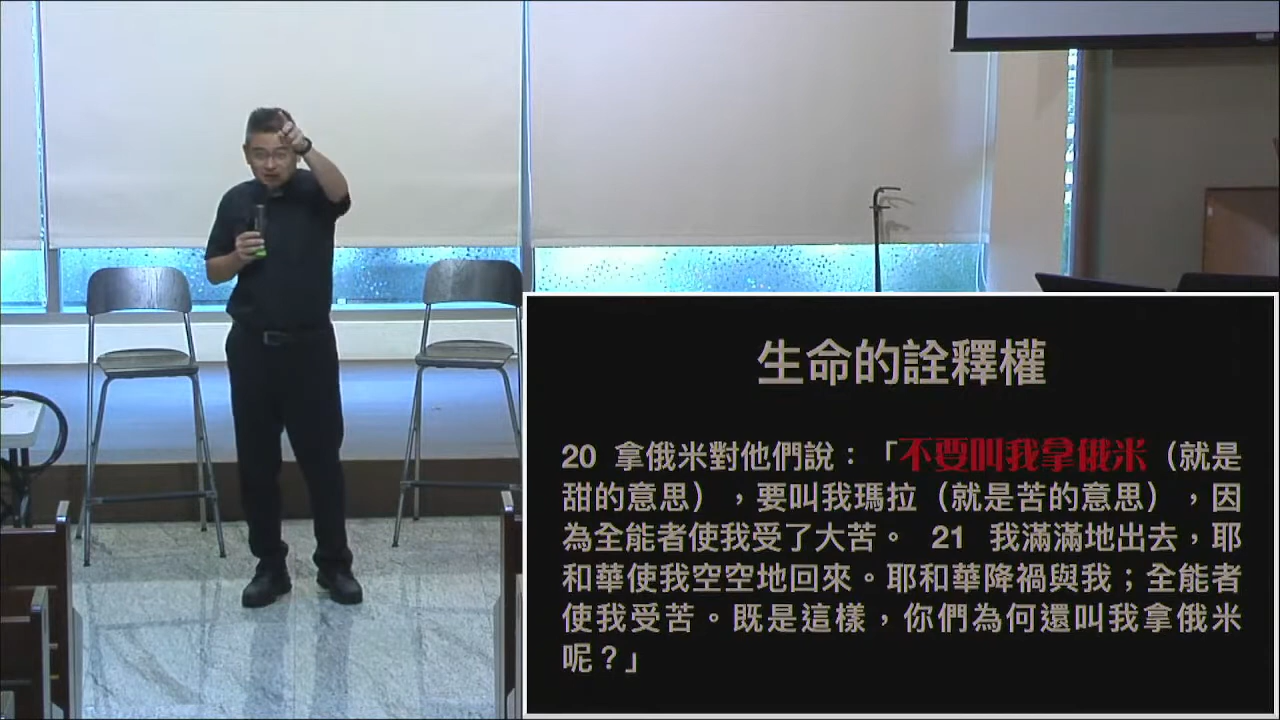 生命的詮釋權
20 拿俄米對他們說：「不要叫我拿俄米（就是
甜的意思），要叫我瑪拉（就是苦的意思），因
為全能者使我受了大苦。 21 我滿滿地出去，耶
和華使我空空地回來。耶和華降禍與我；全能者
使我受苦。既是這樣，你們為何還叫我拿俄米
呢？」